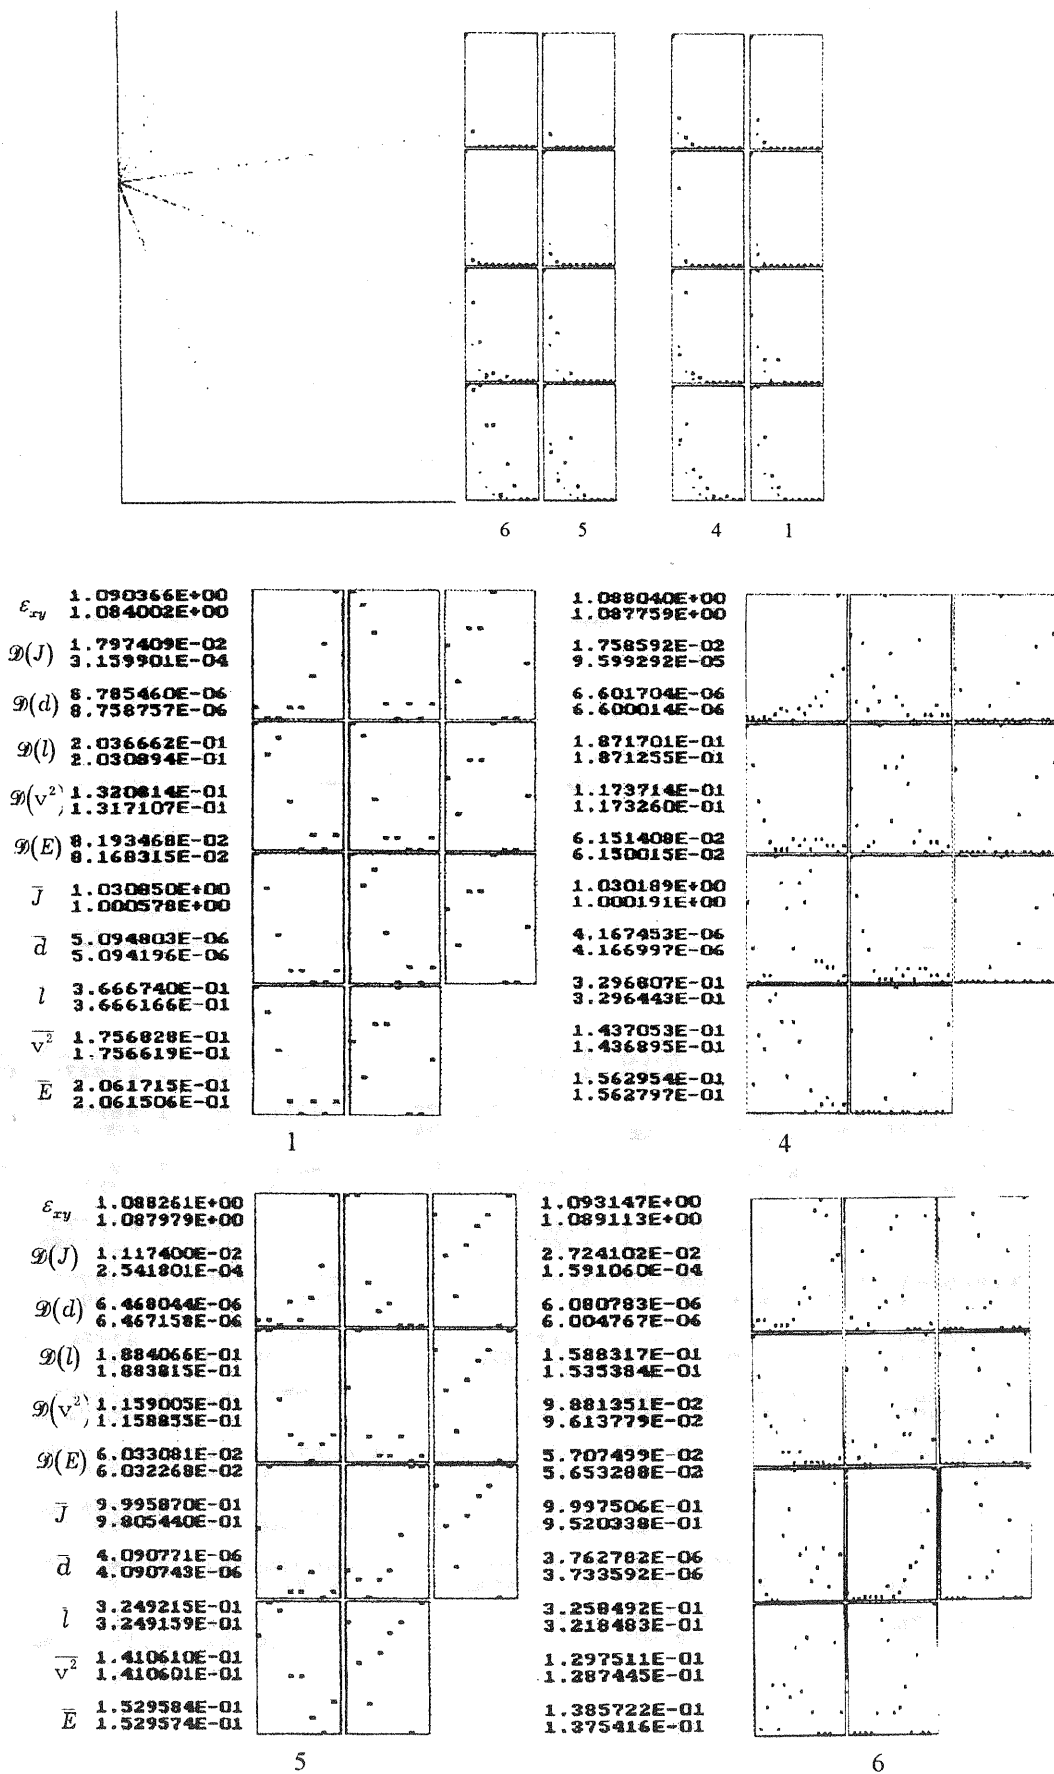 6 5 4 1
ε_xy 1.090366E+00
1.084002E+00
𝒟(J) 1.797409E-02
3.159901E-04
𝒟(d) 8.785460E-06
8.758757E-06
𝒟(l) 2.036662E-01
2.030894E-01
𝒟(v²) 1.320814E-01
1.317107E-01
𝒟(E) 8.193468E-02
8.168315E-02
J̅ 1.030850E+00
1.000578E+00
d̅ 5.094803E-06
5.094196E-06
l 3.666740E-01
3.666166E-01
v̅² 1.756828E-01
1.756619E-01
E̅ 2.061715E-01
2.061506E-01
1
1.088040E+00
1.087759E+00
1.758592E-02
9.599292E-05
6.601704E-06
6.600014E-06
1.871701E-01
1.871255E-01
1.173714E-01
1.173260E-01
6.151408E-02
6.150015E-02
1.030189E+00
1.000191E+00
4.167453E-06
4.166997E-06
3.296807E-01
3.296443E-01
1.437053E-01
1.436895E-01
1.562954E-01
1.562797E-01
4
ε_xy 1.088261E+00
1.087979E+00
𝒟(J) 1.117400E-02
2.541801E-04
𝒟(d) 6.468044E-06
6.467158E-06
𝒟(l) 1.884066E-01
1.883815E-01
𝒟(v²) 1.159005E-01
1.158855E-01
𝒟(E) 6.033081E-02
6.032268E-02
J̅ 9.995870E-01
9.805440E-01
d̅ 4.090771E-06
4.090743E-06
l 3.249215E-01
3.249159E-01
v̅² 1.410610E-01
1.410601E-01
E̅ 1.529584E-01
1.529574E-01
5
1.093147E+00
1.089113E+00
2.724102E-02
1.591060E-04
6.080783E-06
6.004767E-06
1.588317E-01
1.535384E-01
9.881351E-02
9.613779E-02
5.707499E-02
5.653288E-02
9.997506E-01
9.520338E-01
3.762782E-06
3.733592E-06
3.258492E-01
3.218483E-01
1.297511E-01
1.287445E-01
1.385722E-01
1.375416E-01
6